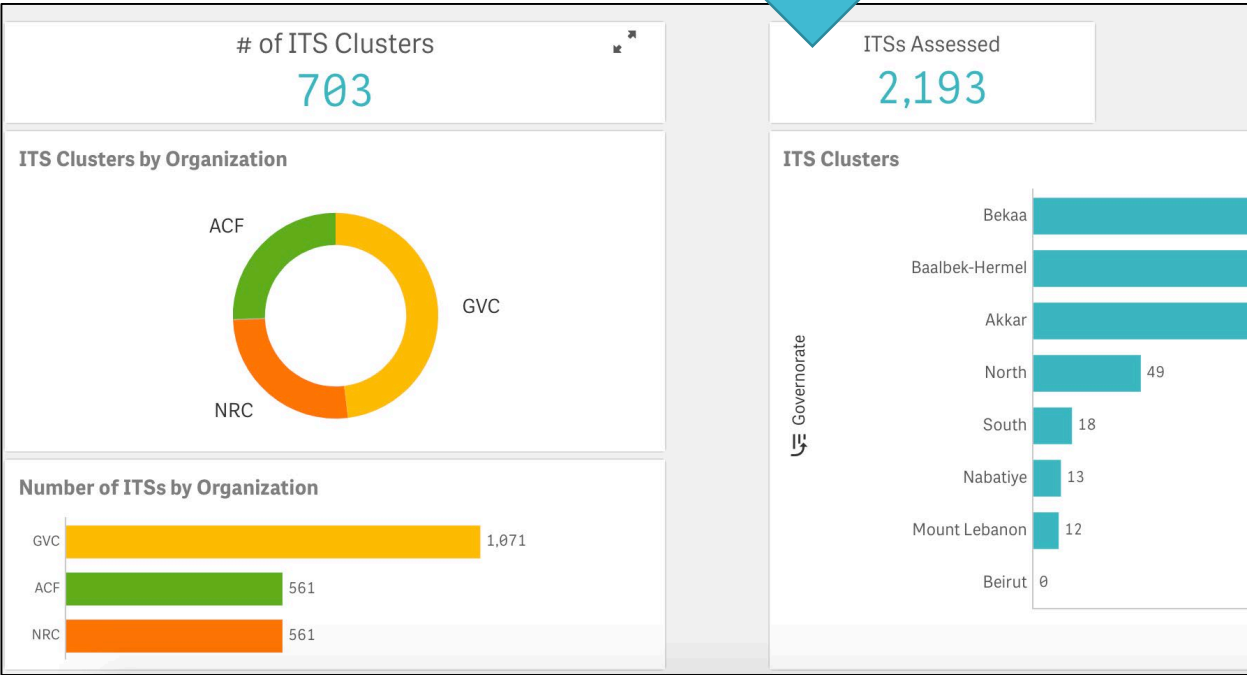 # of ITS Clusters
703
ITS Clusters by Organization
ACF
GVC
NRC
Number of ITSs by Organization
GVC 1,071
ACF 561
NRC 561
ITSs Assessed
2,193
ITS Clusters
Governorate
Bekaa
Baalbek-Hermel
Akkar
North 49
South 18
Nabatiye 13
Mount Lebanon 12
Beirut 0